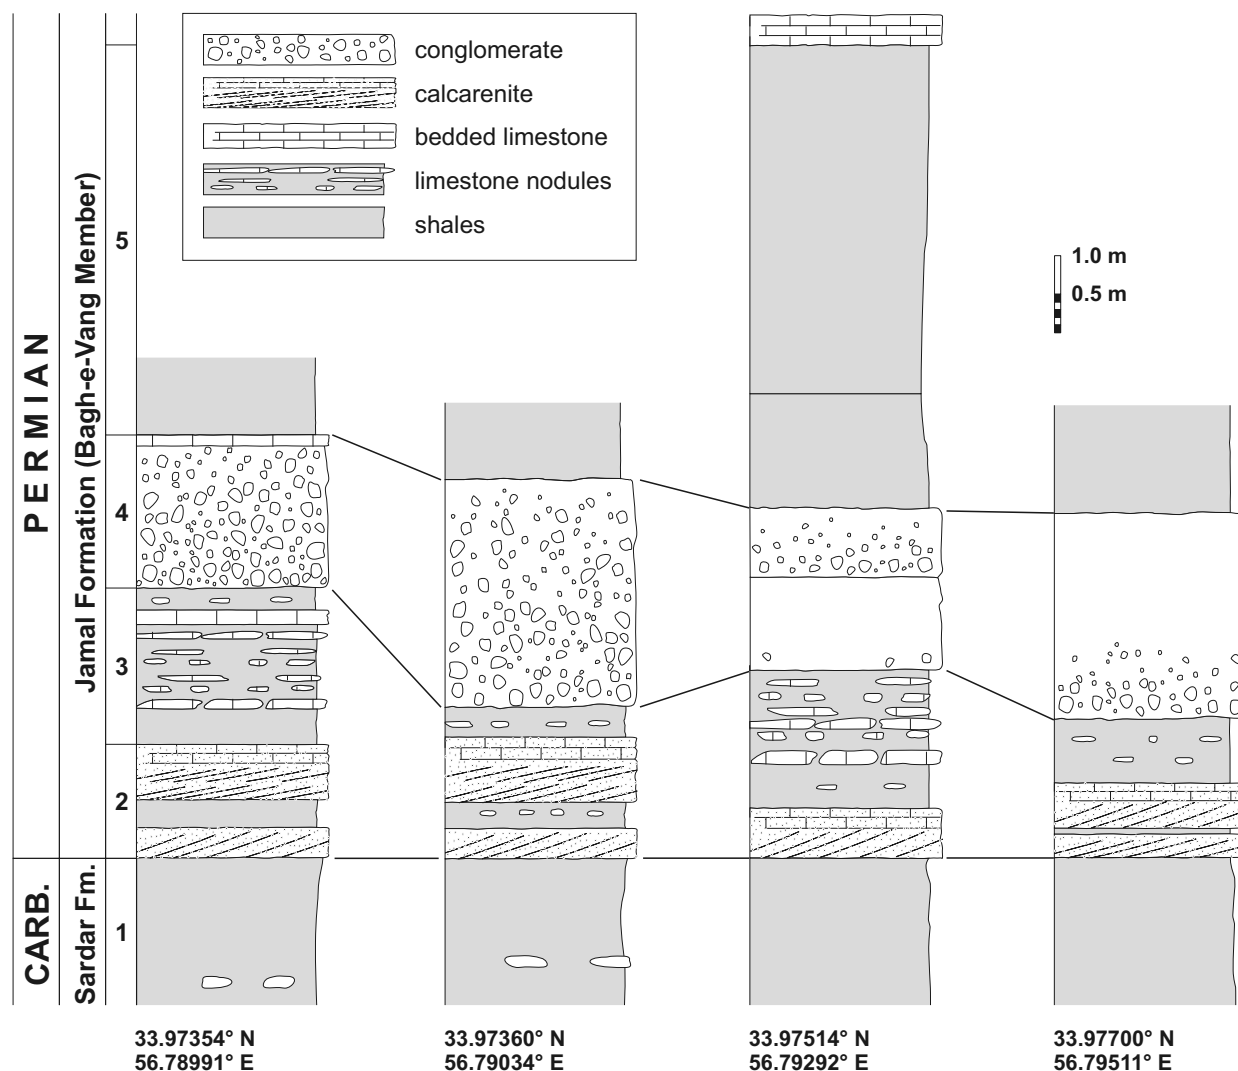 conglomerate
calcarenite
bedded limestone
limestone nodules
shales
1.0 m
0.5 m
PERMIAN
CARB.
Jamal Formation (Bagh-e-Vang Member)
Sardar Fm.
5
4
3
2
1
33.97354° N
56.78991° E
33.97360° N
56.79034° E
33.97514° N
56.79292° E
33.97700° N
56.79511° E